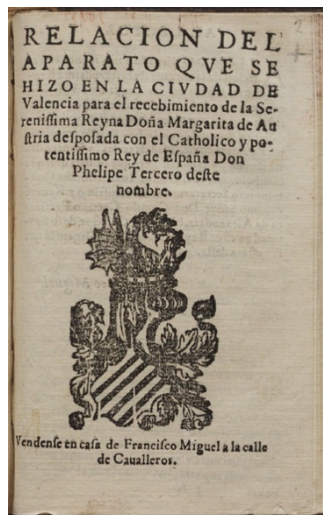 RELACION DEL
APARATO QVE SE
HIZO EN LA CIVDAD DE
Valencia para el recebimiento de la Se-
reniſſima Reyna Doña Margarita de Au
ſtria deſpoſada con el Catholico y po-
tentiſſimo Rey de Eſpaña Don
Phelipe Tercero deſte
nombre.
Vendenſe en caſa de Franciſco Miguel a la calle
de Caualleros.